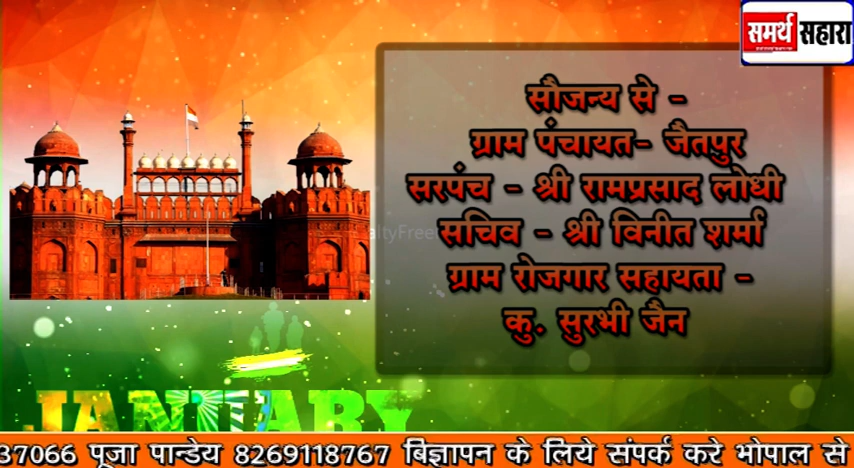 समर्थ सहारा
सौजन्य से -
ग्राम पंचायत- जैतपुर
सरपंच - श्री रामप्रसाद लोधी
सचिव - श्री विनीत शर्मा
ग्राम रोजगार सहायता -
कु. सुरभी जैन
altyFree
JANUARY
37066 पूजा पान्डेय 8269118767 बिज्ञापन के लिये संपर्क करे भोपाल से